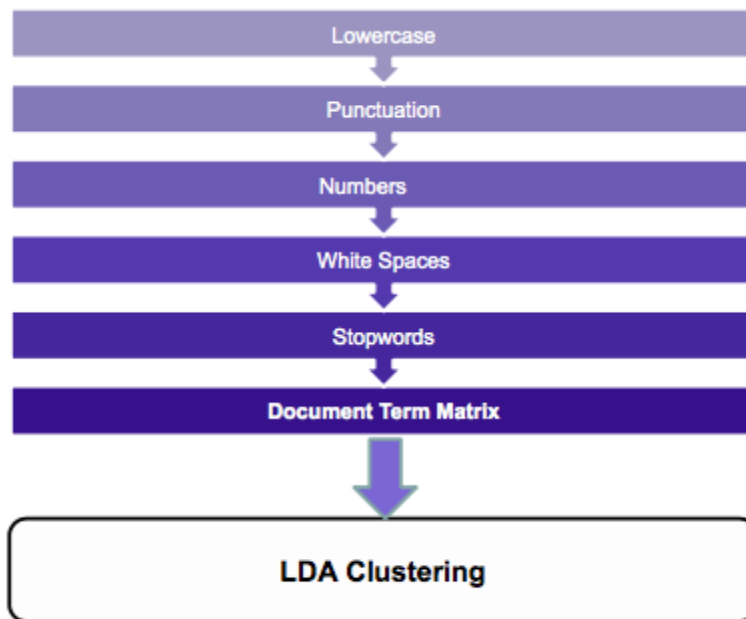 Lowercase
Punctuation
Numbers
White Spaces
Stopwords
Document Term Matrix
LDA Clustering